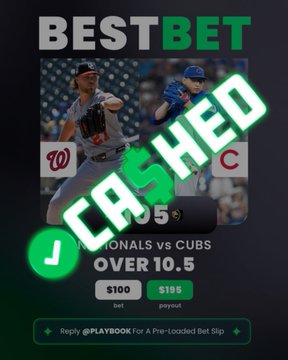 BESTBET
27
W
C
CA$HED
05
NATIONALS vs CUBS
OVER 10.5
$100
$195
bet
payout
Reply @PLAYBOOK For A Pre-Loaded Bet Slip